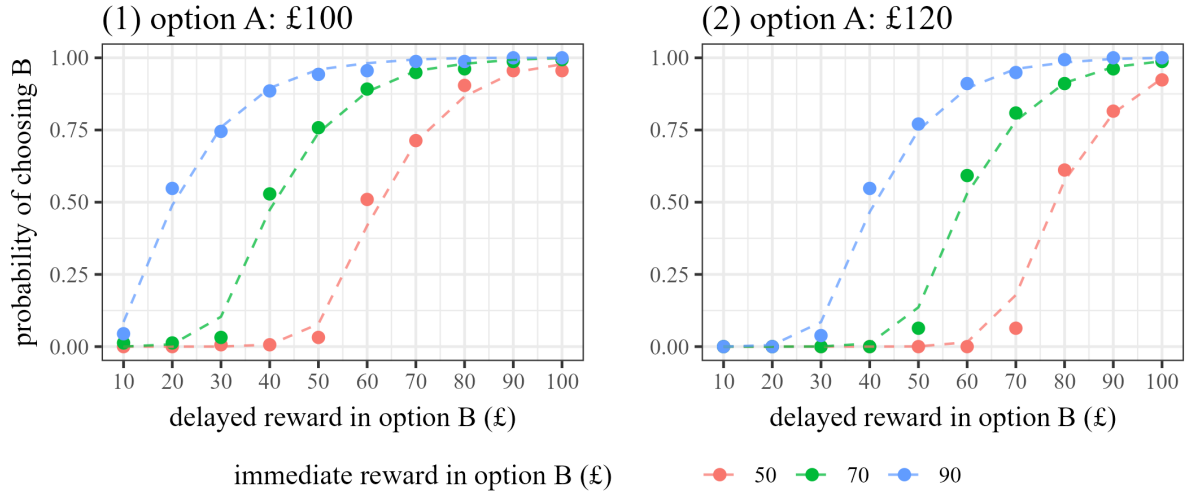 (1) option A: £100
(2) option A: £120
probability of choosing B
1.00
0.75
0.50
0.25
0.00
10 20 30 40 50 60 70 80 90 100
delayed reward in option B (£)
1.00
0.75
0.50
0.25
0.00
10 20 30 40 50 60 70 80 90 100
delayed reward in option B (£)
immediate reward in option B (£) 50 70 90